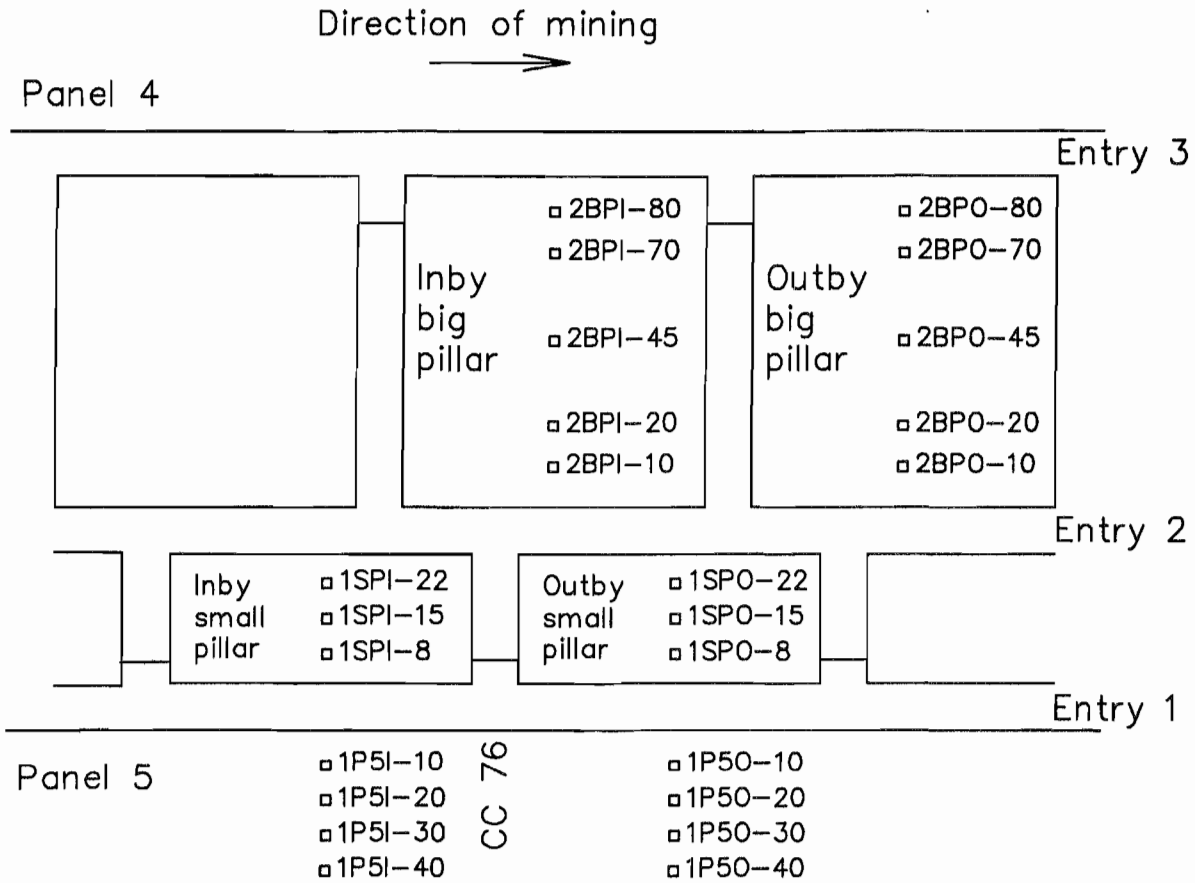 Direction of mining
Panel 4
Entry 3
2BPI-80
2BPI-70
Inby
big
pillar
2BPI-45
2BPI-20
2BPI-10
2BPO-80
2BPO-70
Outby
big
pillar
2BPO-45
2BPO-20
2BPO-10
Entry 2
Inby
small
pillar
1SPI-22
1SPI-15
1SPI-8
Outby
small
pillar
1SPO-22
1SPO-15
1SPO-8
Entry 1
Panel 5
1P5I-10
1P5I-20
1P5I-30
1P5I-40
CC 76
1P5O-10
1P5O-20
1P5O-30
1P5O-40